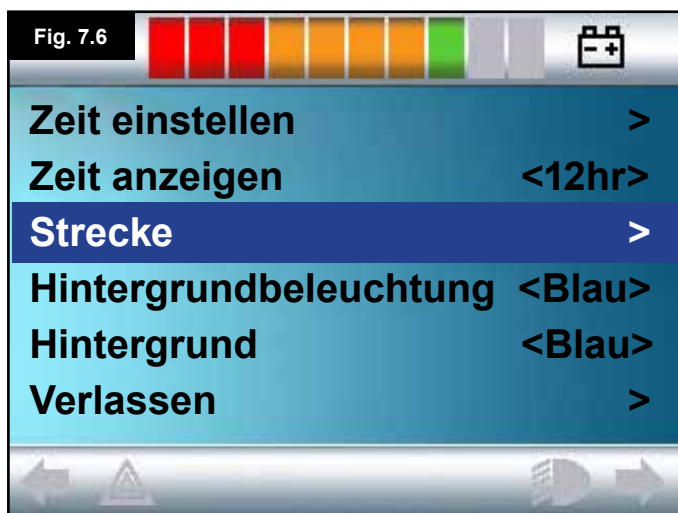 Fig. 7.6
Zeit einstellen >
Zeit anzeigen <12hr>
Strecke >
Hintergrundbeleuchtung <Blau>
Hintergrund <Blau>
Verlassen >